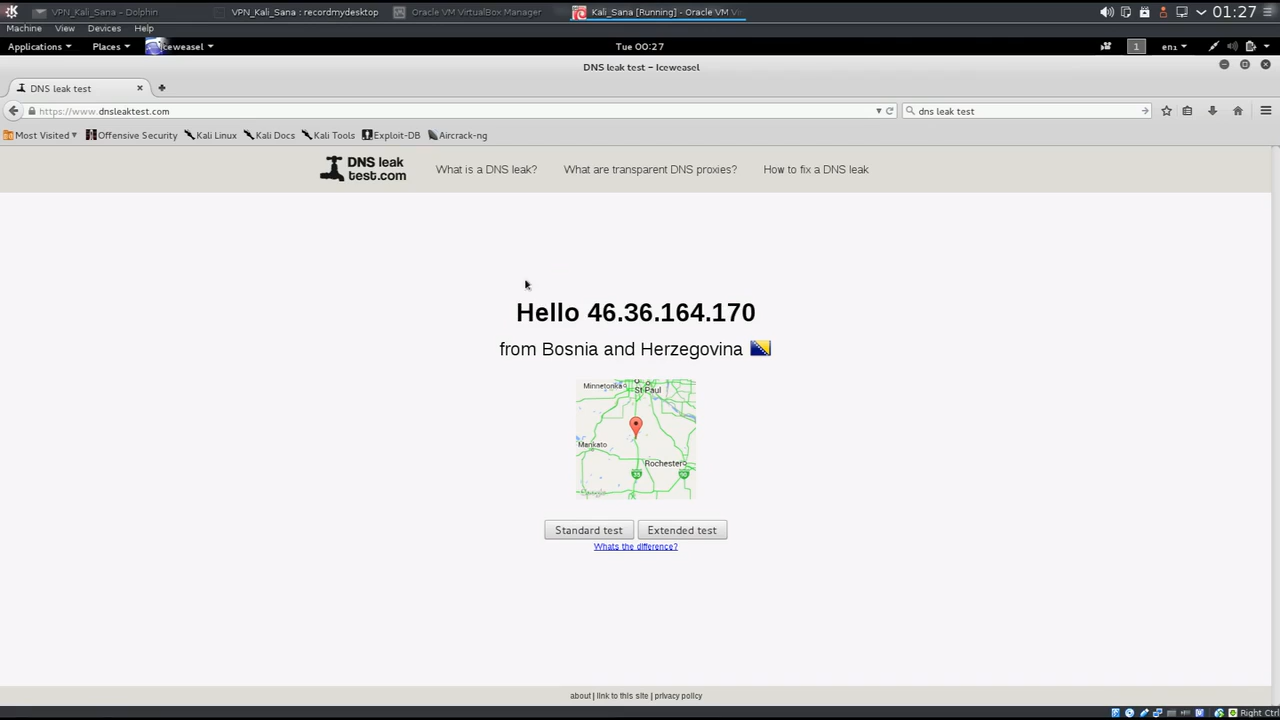 VPN_Kali_Sana - Dolphin
VPN_Kali_Sana : recordmydesktop
Oracle VM VirtualBox Manager
Kali_Sana [Running] - Oracle VM Vi
01:27
Machine View Devices Help
Applications Places Iceweasel
Tue 00:27
1
en1
DNS leak test - Iceweasel
DNS leak test
https://www.dnsleaktest.com
dns leak test
Most Visited Offensive Security Kali Linux Kali Docs Kali Tools Exploit-DB Aircrack-ng
DNS leak
test.com
What is a DNS leak? What are transparent DNS proxies? How to fix a DNS leak
Hello 46.36.164.170
from Bosnia and Herzegovina
Minnetonka
St Paul
Mankato
Rochester
35
Standard test Extended test
Whats the difference?
about | link to this site | privacy policy
Right Ctrl